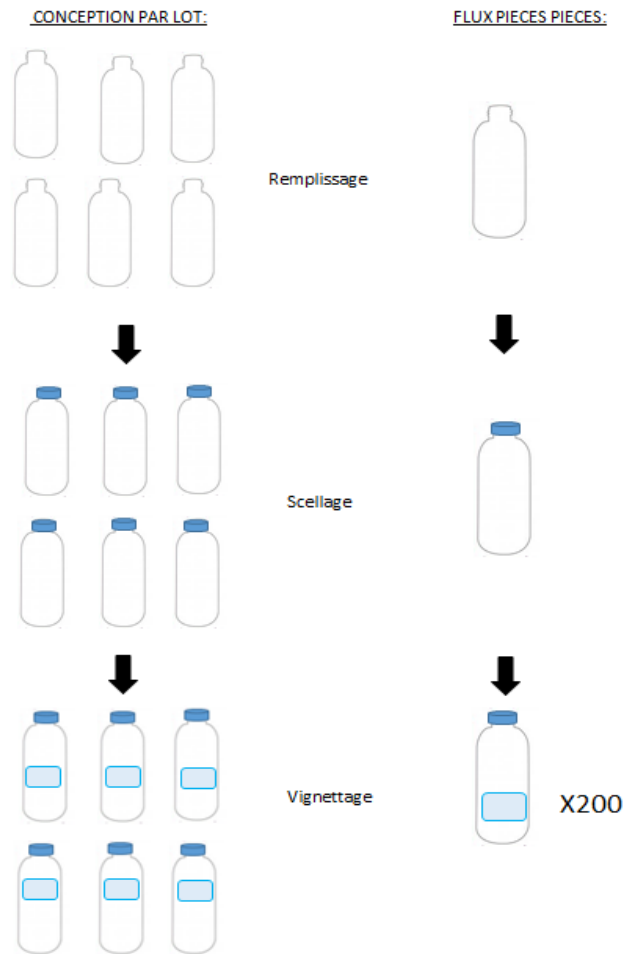 CONCEPTION PAR LOT:
FLUX PIECES PIECES:
Remplissage
Scellage
Vignettage
X200